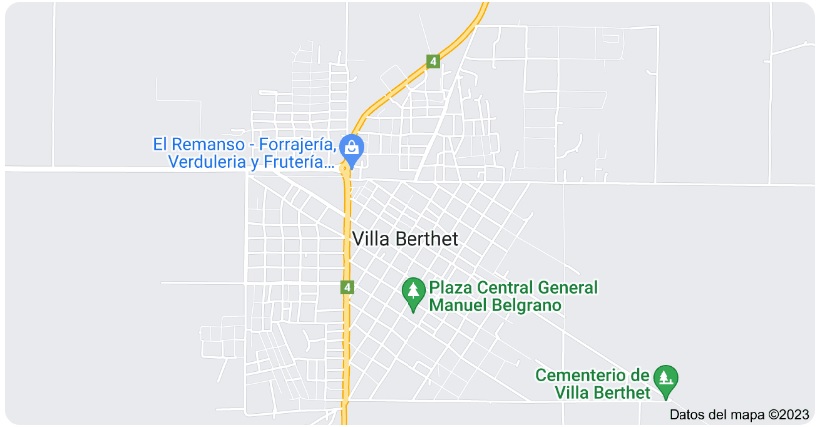 4
El Remanso - Forrajería,
Verduleria y Frutería...
Villa Berthet
4
Plaza Central General
Manuel Belgrano
Cementerio de
Villa Berthet
Datos del mapa ©2023